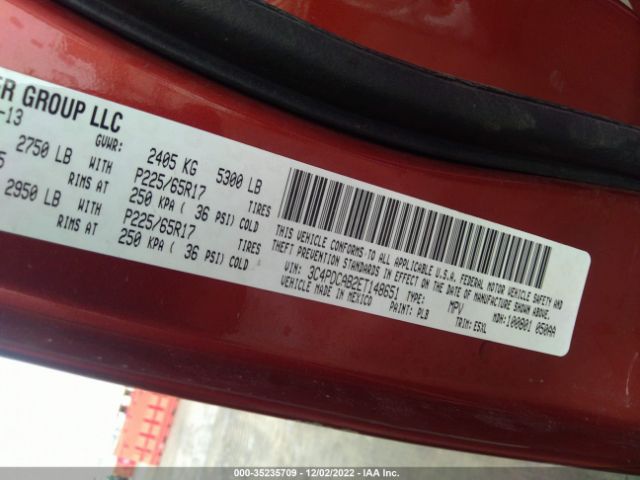 ER GROUP LLC
-13
GVWR:
2405 KG 5300 LB
2750 LB WITH P225/65R17 TIRES
RIMS AT 250 KPA ( 36 PSI) COLD
2950 LB WITH P225/65R17 TIRES
RIMS AT 250 KPA ( 36 PSI) COLD
THIS VEHICLE CONFORMS TO ALL APPLICABLE U.S.A. FEDERAL MOTOR VEHICLE SAFETY AND
THEFT PREVENTION STANDARDS IN EFFECT ON THE DATE OF MANUFACTURE SHOWN ABOVE.
VIN: 3C4PDCAB2ET148651 TYPE: MPV MDH:100801 050AA
VEHICLE MADE IN MEXICO PAINT: PLB TRIM: E5XL
000-35235709 - 12/02/2022 - IAA Inc.